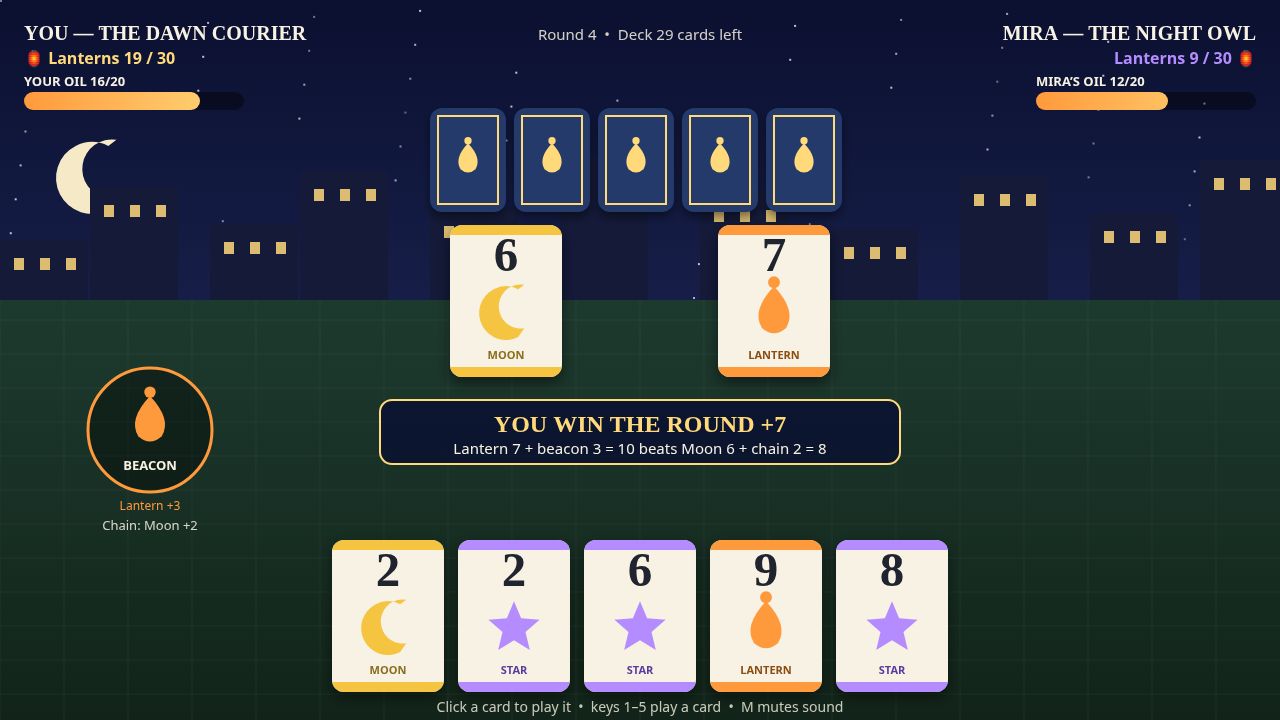 YOU — THE DAWN COURIER
Lanterns 19 / 30
YOUR OIL 16/20
Round 4 • Deck 29 cards left
MIRA — THE NIGHT OWL
Lanterns 9 / 30
MIRA'S OIL 12/20
6
MOON
7
LANTERN
BEACON
Lantern +3
Chain: Moon +2
YOU WIN THE ROUND +7
Lantern 7 + beacon 3 = 10 beats Moon 6 + chain 2 = 8
2
MOON
2
STAR
6
STAR
9
LANTERN
8
STAR
Click a card to play it • keys 1–5 play a card • M mutes sound